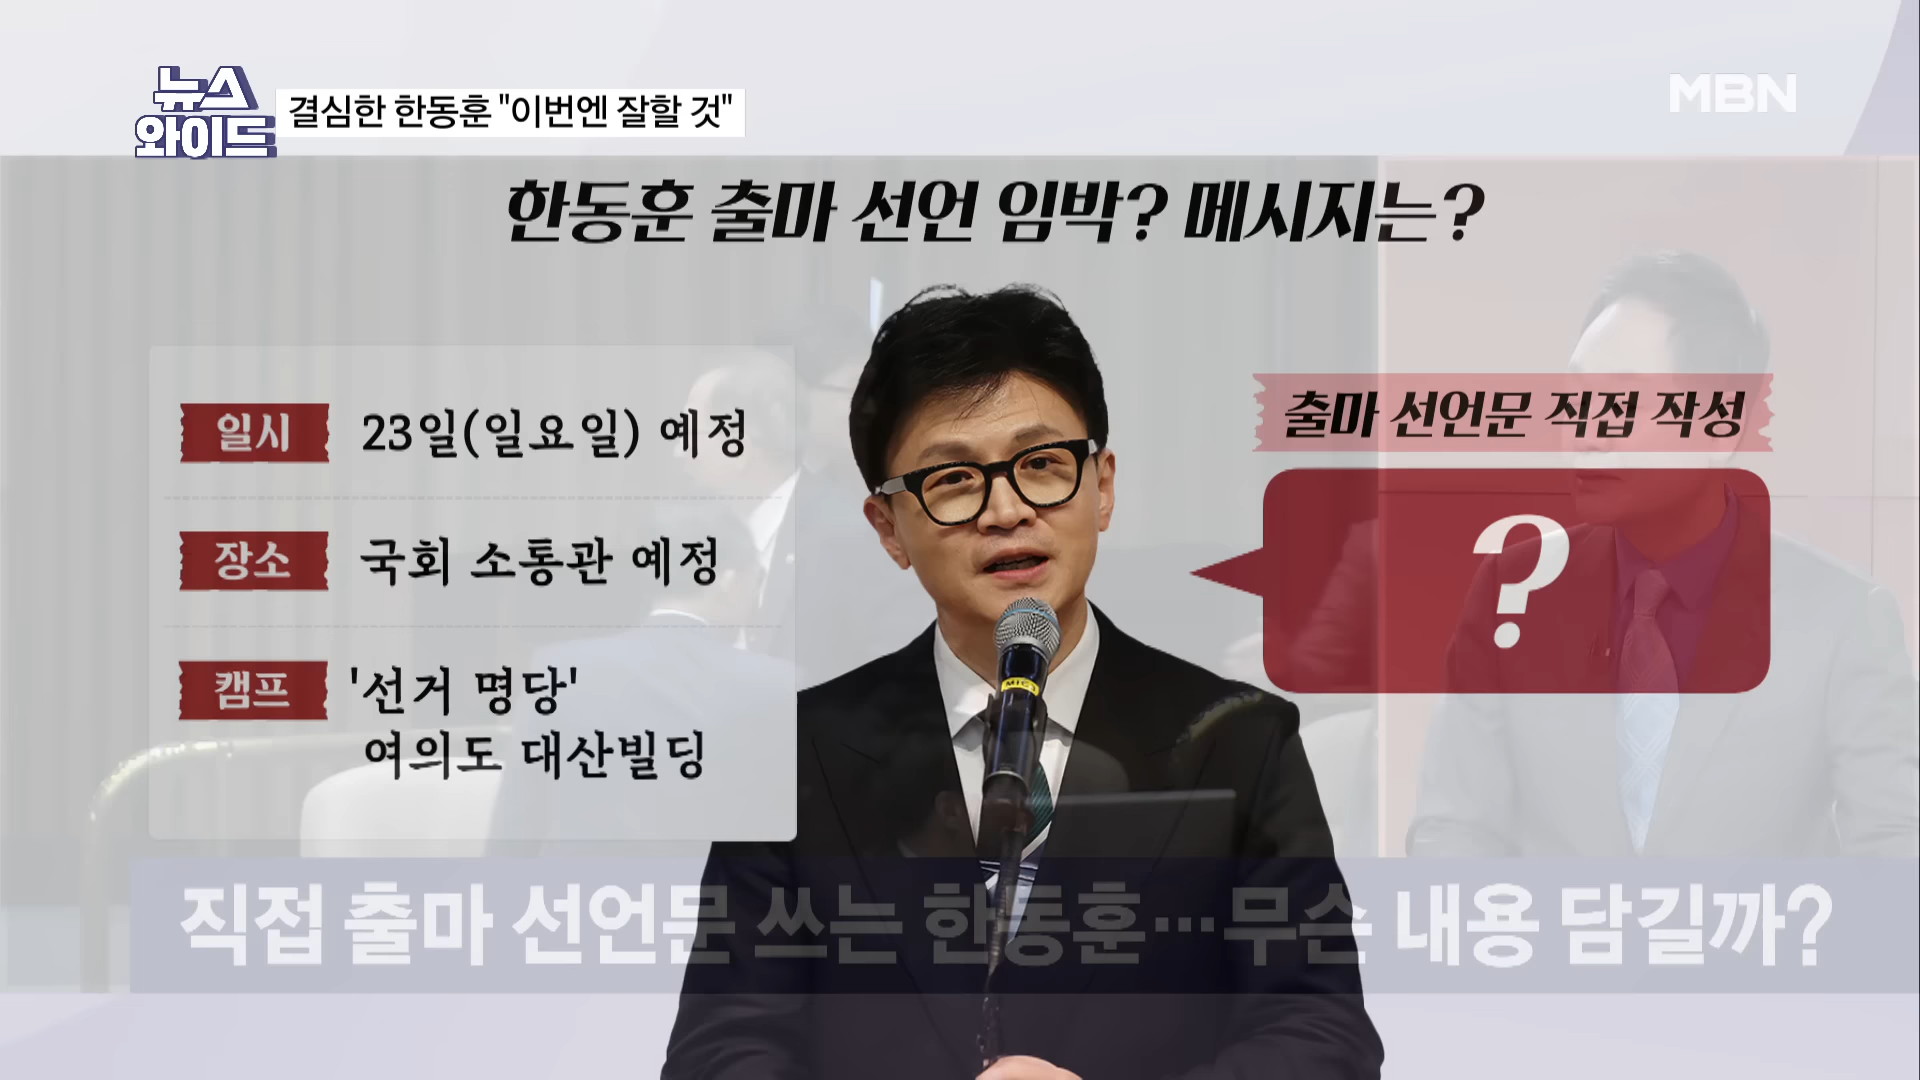 뉴스
와이드
결심한 한동훈 "이번엔 잘할 것"
MBN
한동훈 출마 선언 임박? 메시지는?
일시 23일(일요일) 예정
장소 국회 소통관 예정
캠프 '선거 명당'
여의도 대산빌딩
출마 선언문 직접 작성
?
MIC1
직접 출마 선언문 쓰는 한동훈…무슨 내용 담길까?